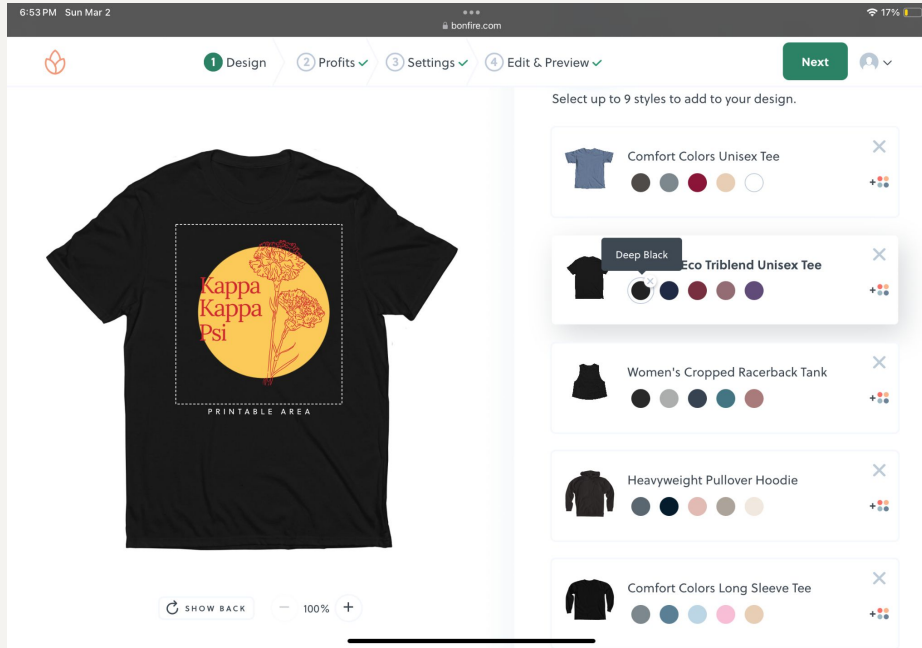 6:53 PM Sun Mar 2
17%
bonfire.com
1 Design
2 Profits
3 Settings
4 Edit & Preview
Next
Select up to 9 styles to add to your design.
Kappa
Kappa
Psi
PRINTABLE AREA
SHOW BACK
100%
Comfort Colors Unisex Tee
Deep Black
Eco Triblend Unisex Tee
Women's Cropped Racerback Tank
Heavyweight Pullover Hoodie
Comfort Colors Long Sleeve Tee